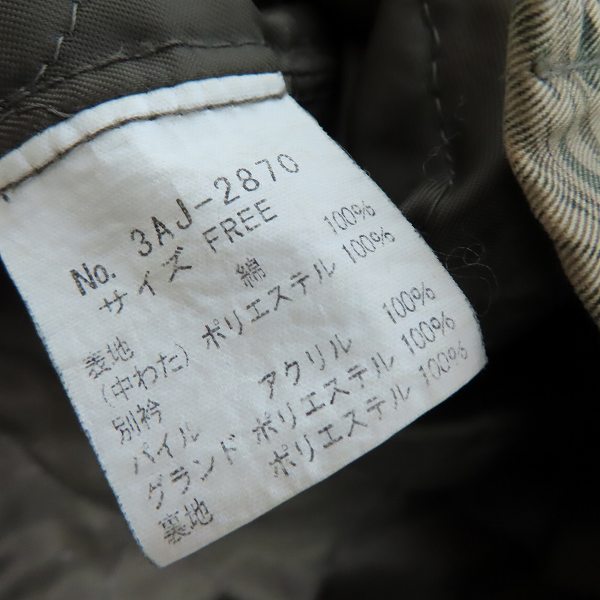 No. 3AJ-2870
サイズ FREE
表地 綿 100%
(中わた) ポリエステル 100%
別衿
パイル アクリル 100%
グランド ポリエステル 100%
裏地 ポリエステル 100%